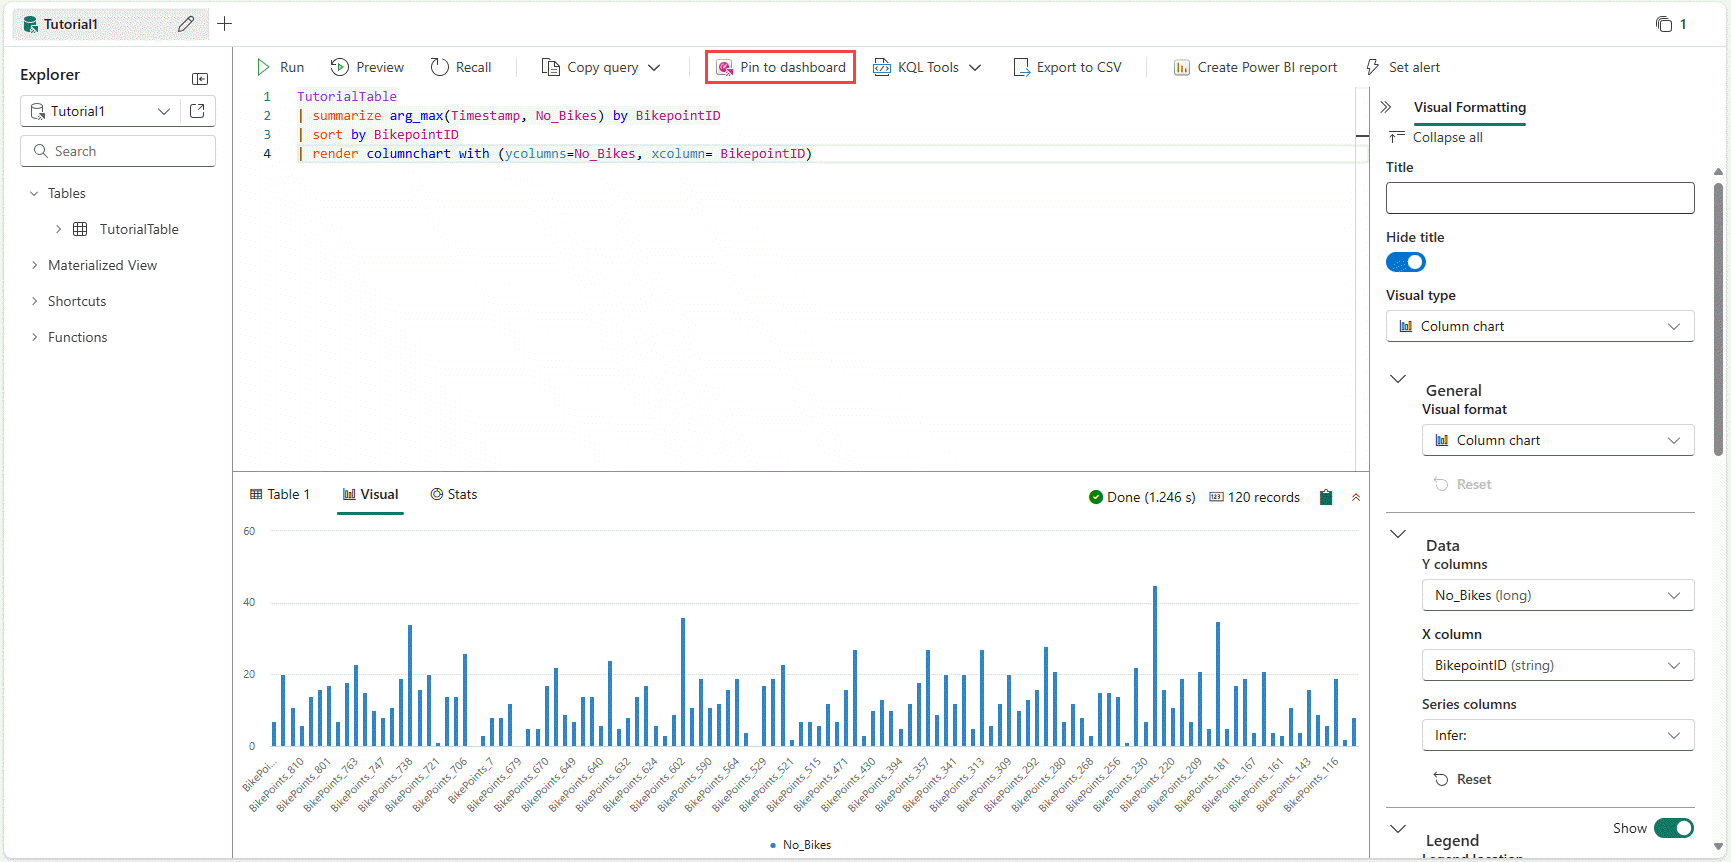 Tutorial1
1
Explorer
Tutorial1
Search
Tables
TutorialTable
Materialized View
Shortcuts
Functions
Run
Preview
Recall
Copy query
Pin to dashboard
KQL Tools
Export to CSV
Create Power BI report
Set alert
1 TutorialTable
2 | summarize arg_max(Timestamp, No_Bikes) by BikepointID
3 | sort by BikepointID
4 | render columnchart with (ycolumns=No_Bikes, xcolumn= BikepointID)
Table 1
Visual
Stats
Done (1.246 s)
120 records
60
40
20
0
BikePoi...
BikePoints_810
BikePoints_801
BikePoints_763
BikePoints_747
BikePoints_738
BikePoints_721
BikePoints_706
BikePoints_7
BikePoints_679
BikePoints_670
BikePoints_649
BikePoints_640
BikePoints_632
BikePoints_624
BikePoints_602
BikePoints_590
BikePoints_564
BikePoints_529
BikePoints_521
BikePoints_515
BikePoints_471
BikePoints_430
BikePoints_394
BikePoints_357
BikePoints_341
BikePoints_313
BikePoints_309
BikePoints_292
BikePoints_280
BikePoints_268
BikePoints_256
BikePoints_230
BikePoints_220
BikePoints_209
BikePoints_181
BikePoints_167
BikePoints_161
BikePoints_143
BikePoints_116
No_Bikes
Visual Formatting
Collapse all
Title
Hide title
Visual type
Column chart
General
Visual format
Column chart
Reset
Data
Y columns
No_Bikes (long)
X column
BikepointID (string)
Series columns
Infer:
Reset
Legend
Show
Legend location